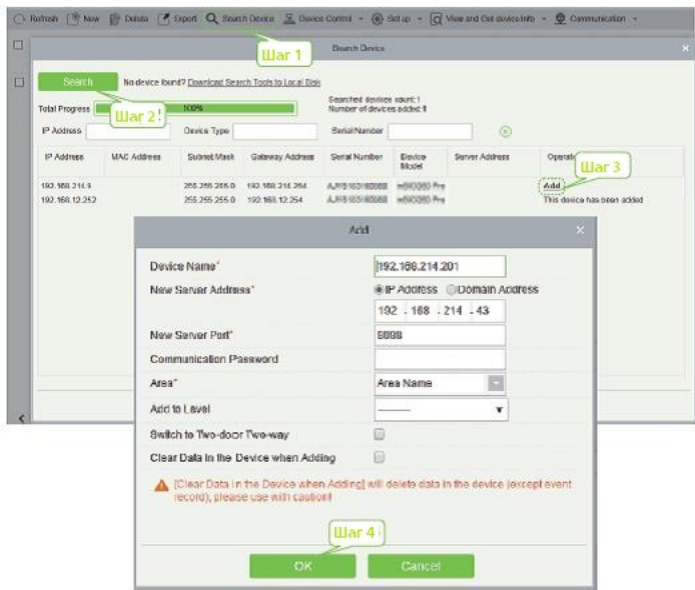 Refresh New Delete Export Search Device Device Control Set up View and Get device Info Communication
Шаг 1
Search Device
Search No device found? Download Search Tools to Local Disk
Total Progress 100% Searched devices count:1
Number of devices added:1
Шаг 2!
IP Address Device Type Serial Number
IP Address MAC Address Subnet Mask Gateway Address Serial Number Device Model Server Address Operat
Шаг 3
255.255.255.0 192.168.214.254 Add
192.168.12.252 255.255.255.0 192.168.12.254 This device has been added
Add
Device Name* 192.168.214.201
New Server Address* IP Address Domain Address
192 . 168 . 214 . 43
New Server Port*
Communication Password
Area* Area Name
Add to Level ---------
Switch to Two-door Two-way
Clear Data in the Device when Adding
[Clear Data in the Device when Adding] will delete data in the device (except event
record), please use with caution!
Шаг 4
OK Cancel